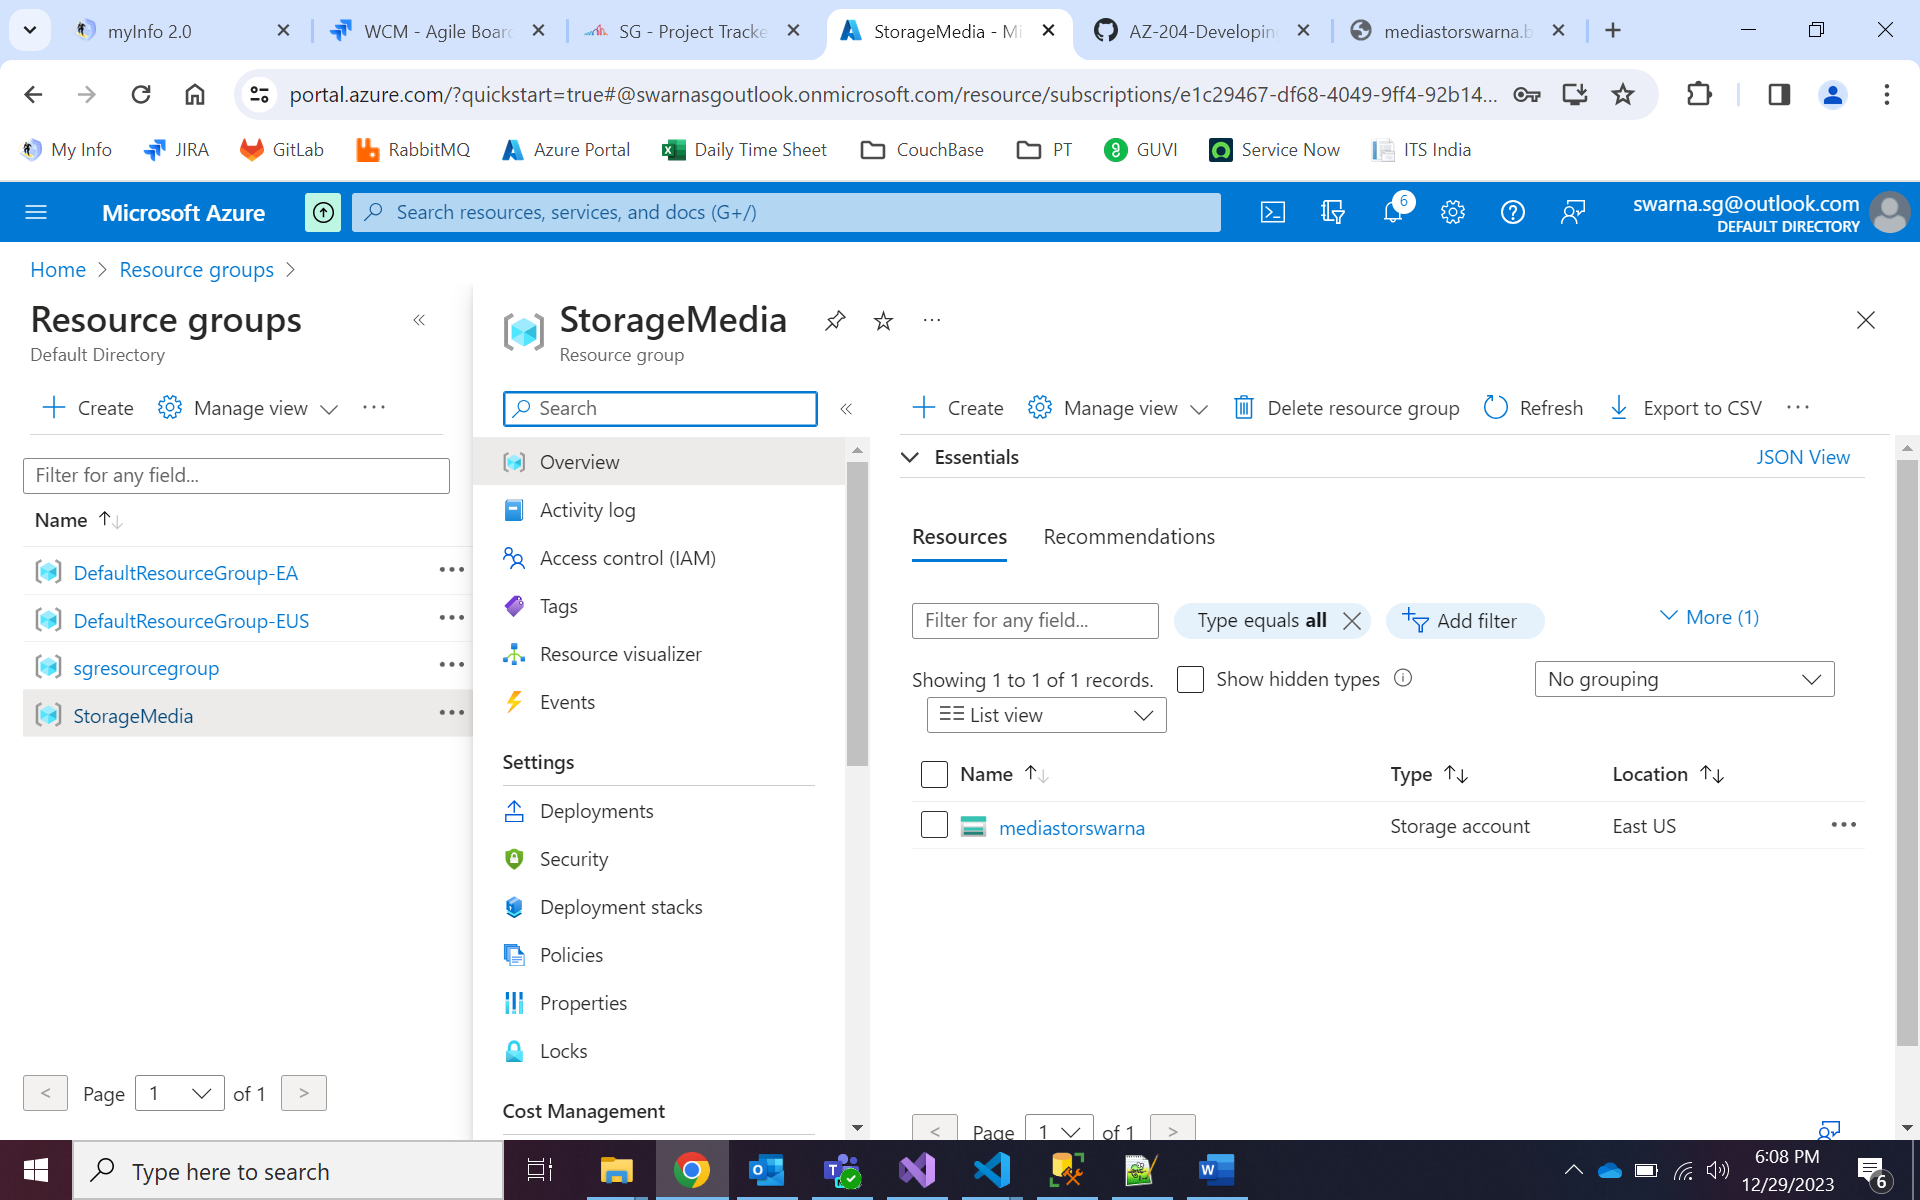 myInfo 2.0
WCM - Agile Board
SG - Project Tracke
StorageMedia - Mi
AZ-204-Developin
mediastorswarna.b
portal.azure.com/?quickstart=true#@swarnasgoutlook.onmicrosoft.com/resource/subscriptions/e1c29467-df68-4049-9ff4-92b14...
My Info
JIRA
GitLab
RabbitMQ
Azure Portal
Daily Time Sheet
CouchBase
PT
GUVI
Service Now
ITS India
Microsoft Azure
Search resources, services, and docs (G+/)
6
swarna.sg@outlook.com
DEFAULT DIRECTORY
Home > Resource groups >
Resource groups
Default Directory
Create
Manage view
Filter for any field...
Name
DefaultResourceGroup-EA
DefaultResourceGroup-EUS
sgresourcegroup
StorageMedia
< Page 1 of 1 >
StorageMedia
Resource group
Search
Overview
Activity log
Access control (IAM)
Tags
Resource visualizer
Events
Settings
Deployments
Security
Deployment stacks
Policies
Properties
Locks
Cost Management
Create
Manage view
Delete resource group
Refresh
Export to CSV
Essentials
JSON View
Resources
Recommendations
Filter for any field...
Type equals all
Add filter
More (1)
Showing 1 to 1 of 1 records.
Show hidden types
No grouping
List view
Name
Type
Location
mediastorswarna
Storage account
East US
< Page 1 of 1 >
Type here to search
6:08 PM
12/29/2023
6